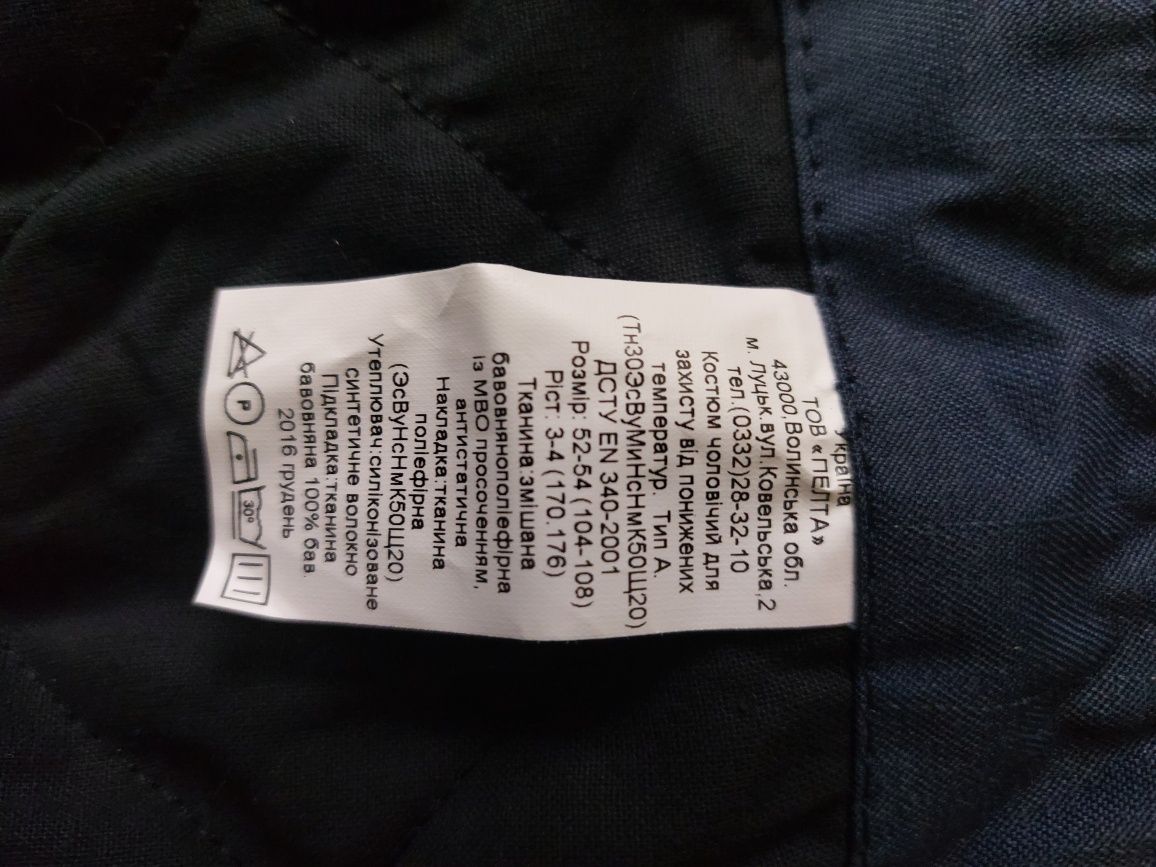 Україна
ТОВ «ПЕЛТА»
43000,Волинська обл.
м. Луцьк.вул.Ковельська,2
тел.(0332)28-32-10
Костюм чоловічий для
захисту від понижених
температур. Тип А.
(Тн30ЭсВуМиНсНмК50Щ20)
ДСТУ EN 340-2001
Розмір: 52-54 (104-108)
Ріст: 3-4 (170.176)
Тканина:змішана
бавовнянополіефірна
із МВО просоченням,
антистатична
Накладка:тканина
поліефірна
(ЭсВуНсНмК50Щ20)
Утеплювач:силіконізоване
синтетичне волокно
Підкладка:тканина
бавовняна 100% бав.
2016 грудень
P 30°